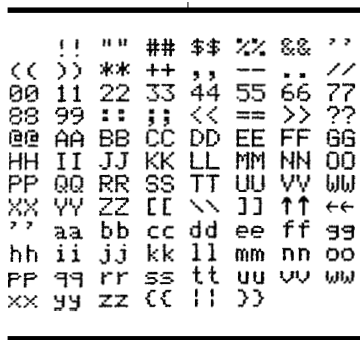 !! "" ## $$ %% && ''
(( )) ** ++ ,, -- .. //
00 11 22 33 44 55 66 77
88 99 :: ;; << == >> ??
@@ AA BB CC DD EE FF GG
HH II JJ KK LL MM NN OO
PP QQ RR SS TT UU VV WW
XX YY ZZ [[ \\ ]] ↑↑ ←←
'' aa bb cc dd ee ff gg
hh ii jj kk ll mm nn oo
pp qq rr ss tt uu vv ww
xx yy zz {{ ¦¦ }}